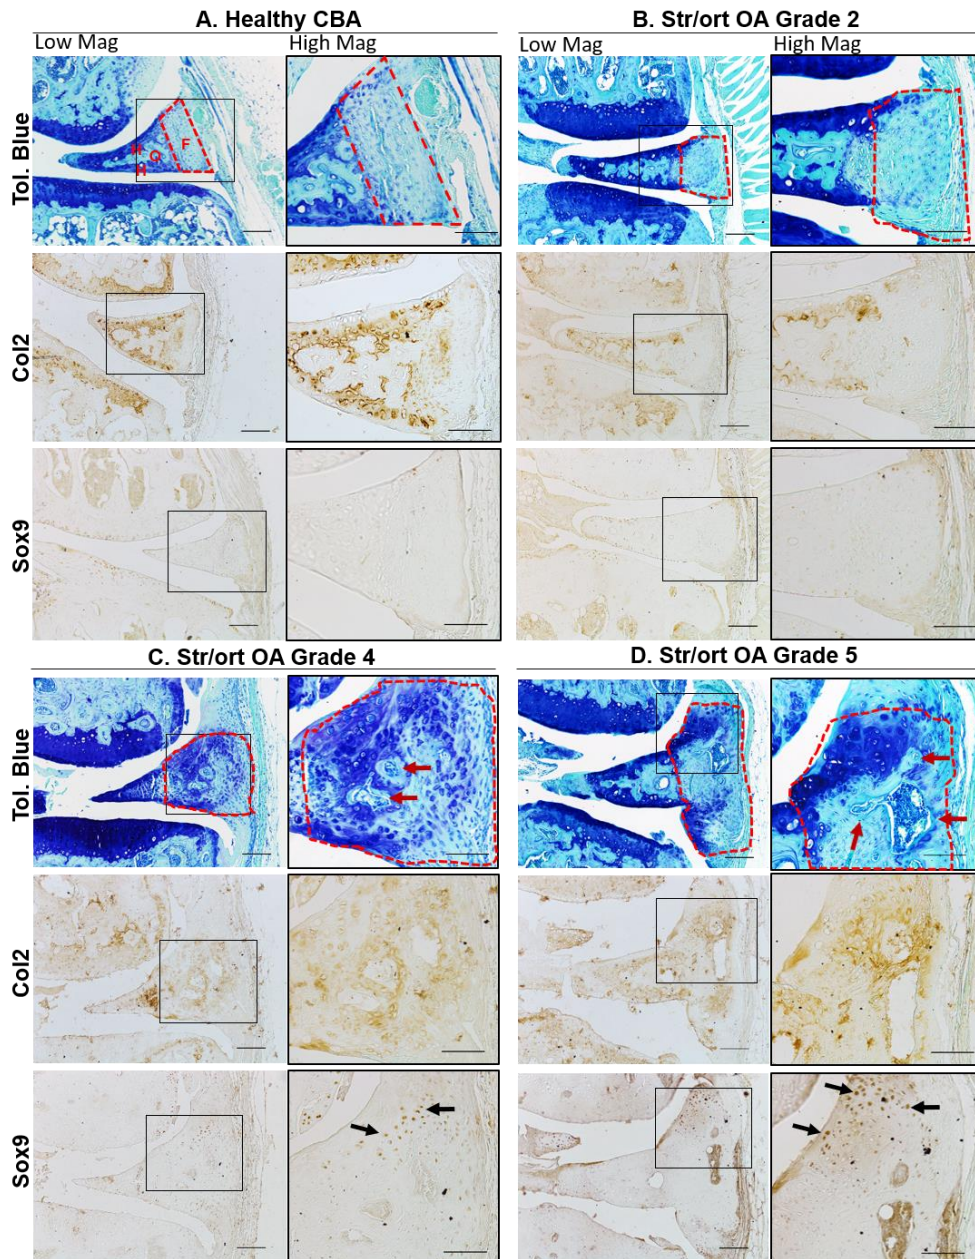 A. Healthy CBA
Low Mag High Mag
Tol. Blue
F
H
H
Col2
Sox9
B. Str/ort OA Grade 2
Low Mag High Mag
C. Str/ort OA Grade 4
Tol. Blue
Col2
Sox9
D. Str/ort OA Grade 5